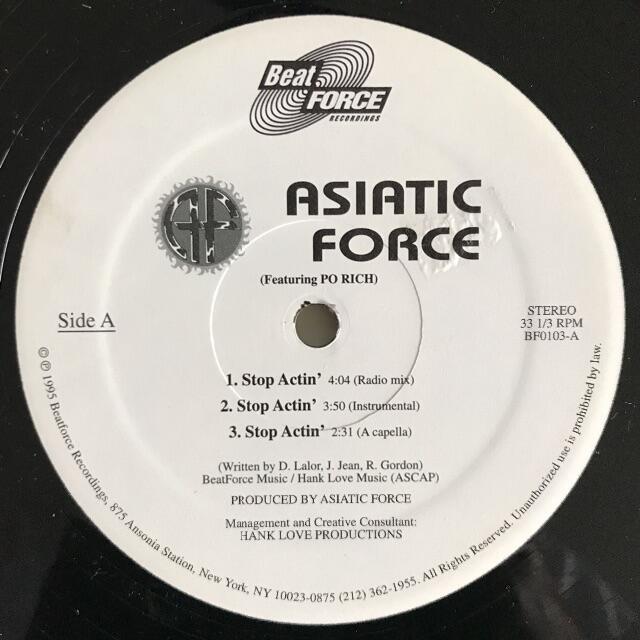 Beat
FORCE
RECORDINGS
ASIATIC
FORCE
(Featuring PO RICH)
Side A
STEREO
33 1/3 RPM
BF0103-A
1. Stop Actin' 4:04 (Radio mix)
2. Stop Actin' 3:50 (Instrumental)
3. Stop Actin' 2:31 (A capella)
(Written by D. Lalor, J. Jean, R. Gordon)
BeatForce Music / Hank Love Music (ASCAP)
PRODUCED BY ASIATIC FORCE
Management and Creative Consultant:
HANK LOVE PRODUCTIONS
© ℗ 1995 Beatforce Recordings, 875 Ansonia Station, New York, NY 10023-0875 (212) 362-1955. All Rights Reserved. Unauthorized use is prohibited by law.